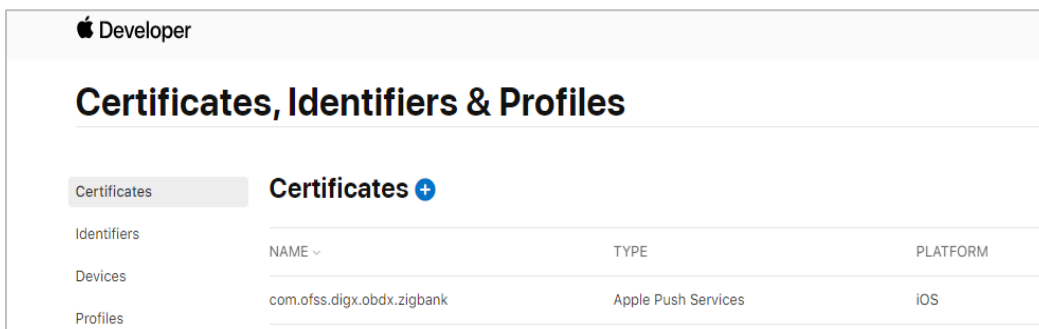 Developer
Certificates, Identifiers & Profiles
Certificates
Identifiers
Devices
Profiles
Certificates
NAME TYPE PLATFORM
com.ofss.digx.obdx.zigbank Apple Push Services iOS